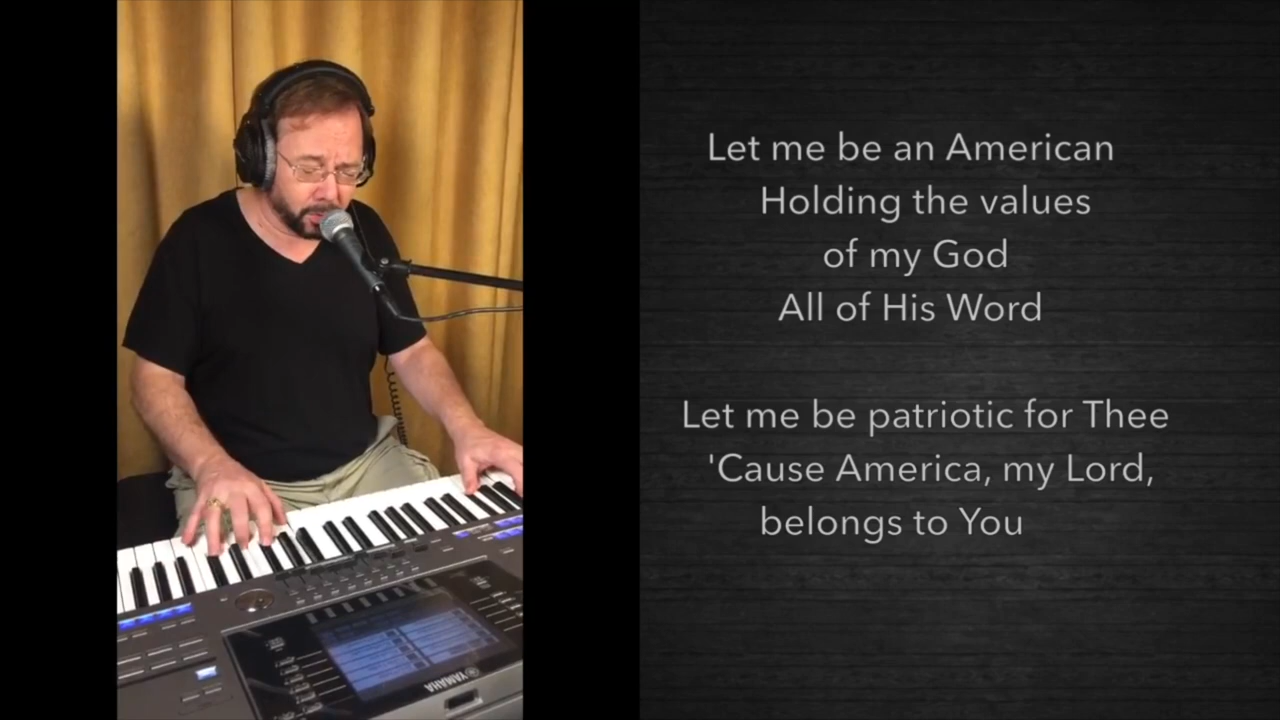 Let me be an American
Holding the values
of my God
All of His Word
Let me be patriotic for Thee
'Cause America, my Lord,
belongs to You
YAMAHA